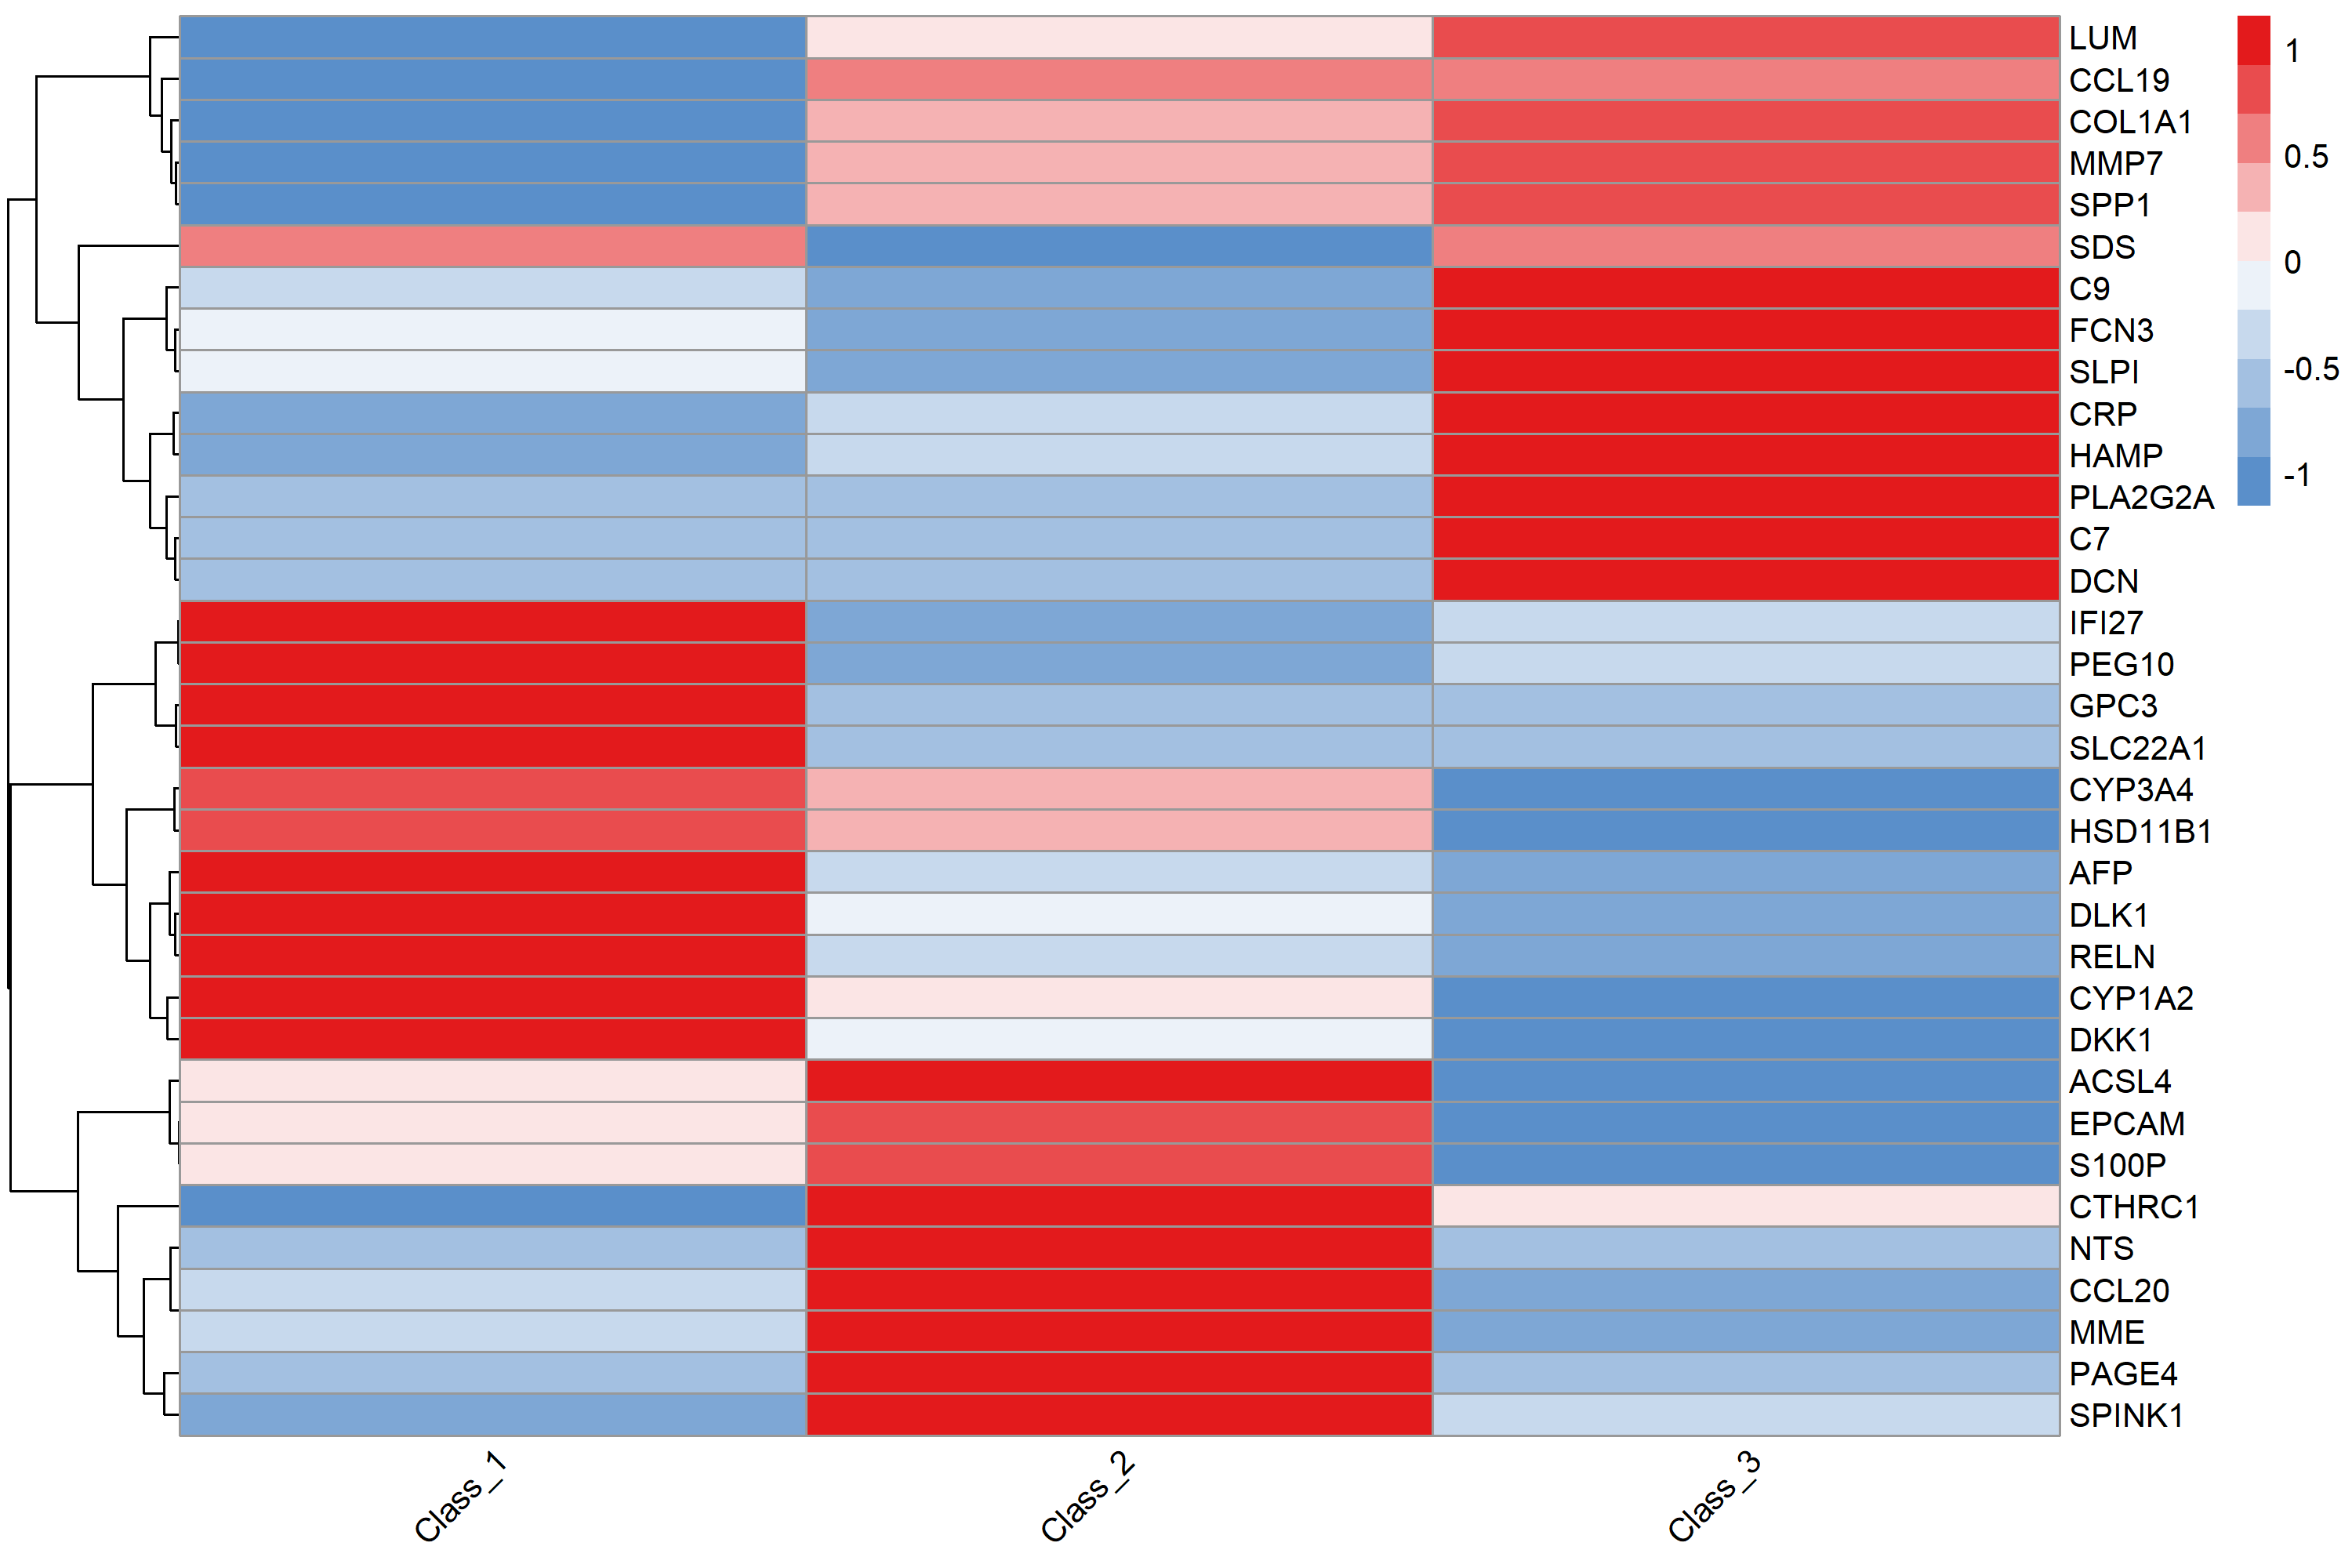 LUM
CCL19
COL1A1
MMP7
SPP1
SDS
C9
FCN3
SLPI
CRP
HAMP
PLA2G2A
C7
DCN
IFI27
PEG10
GPC3
SLC22A1
CYP3A4
HSD11B1
AFP
DLK1
RELN
CYP1A2
DKK1
ACSL4
EPCAM
S100P
CTHRC1
NTS
CCL20
MME
PAGE4
SPINK1
1
0.5
0
-0.5
-1
Class_1
Class_2
Class_3